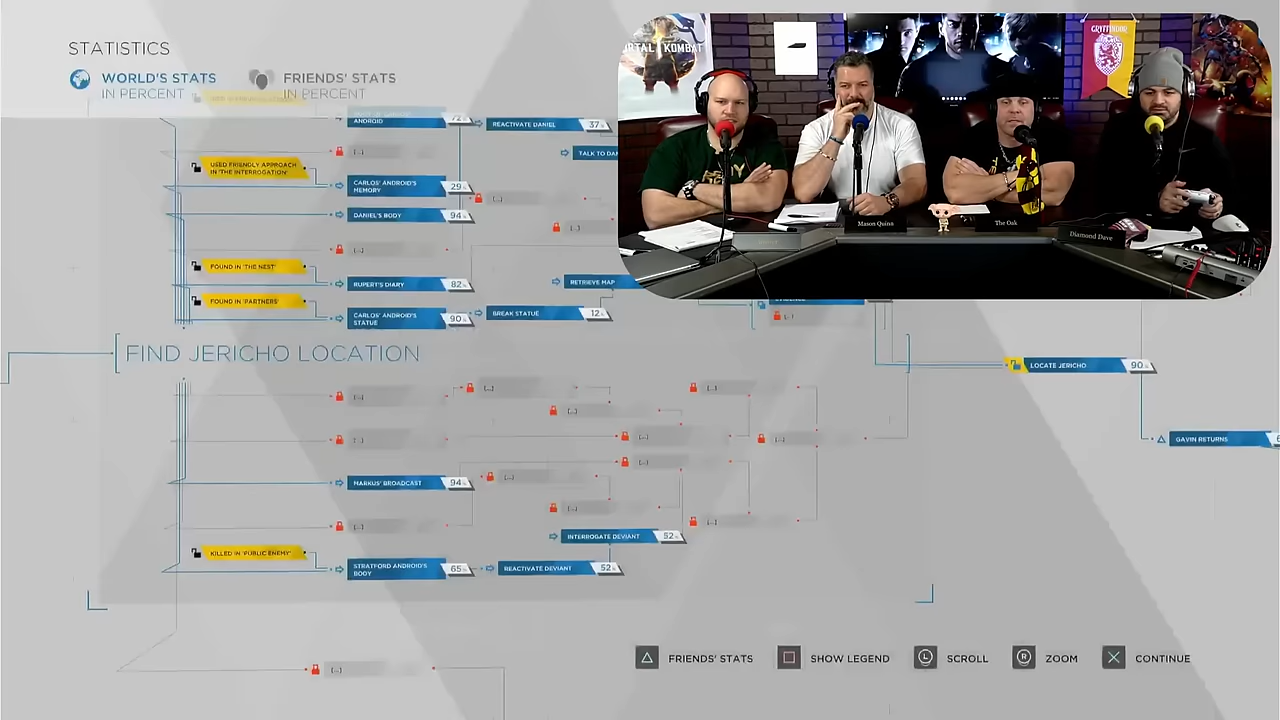 STATISTICS
WORLD'S STATS
IN PERCENT
FRIENDS' STATS
IN PERCENT
ANDROID
72%
REACTIVATE DANIEL
37%
USED FRIENDLY APPROACH
IN 'THE INTERROGATION'
CARLOS' ANDROID'S
MEMORY
29%
DANIEL'S BODY
94%
FOUND IN 'THE NEST'
RUPERT'S DIARY
82%
RETRIEVE MAP
FOUND IN 'PARTNERS'
CARLOS' ANDROID'S
STATUE
90%
BREAK STATUE
12%
FIND JERICHO LOCATION
LOCATE JERICHO
90%
GAVIN RETURNS
MARKUS' BROADCAST
94%
INTERROGATE DEVIANT
52%
KILLED IN 'PUBLIC ENEMY'
STRATFORD ANDROID'S
BODY
65%
REACTIVATE DEVIANT
52%
FRIENDS' STATS
SHOW LEGEND
L
SCROLL
R
ZOOM
CONTINUE
RTAL KOMBAT
GRYFFINDOR
Mason Quinn
The Oak
Diamond Dave